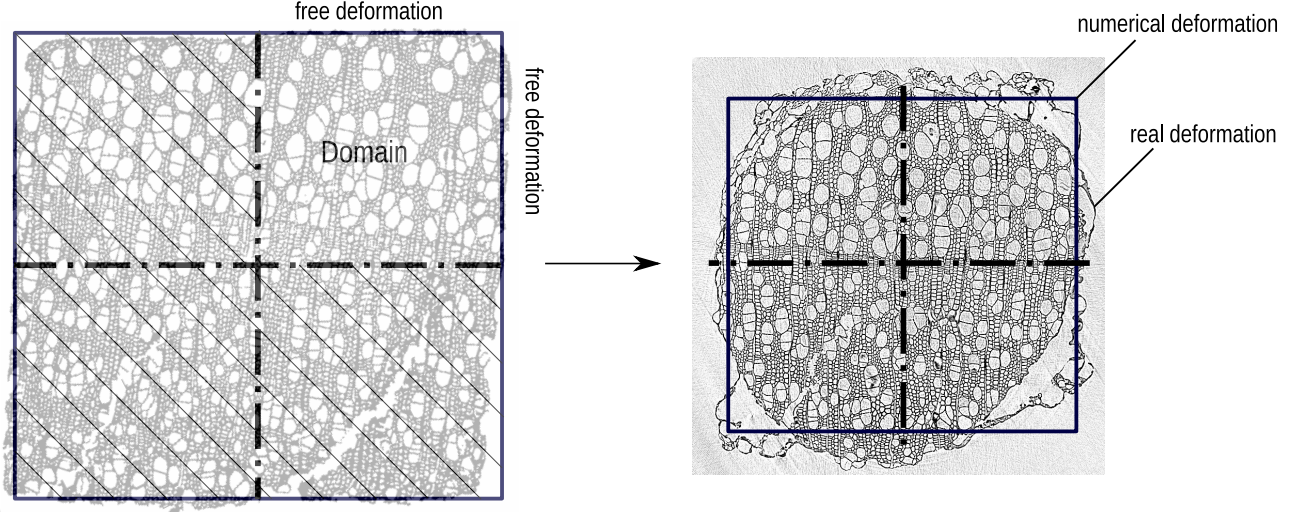 free deformation
free deformation
Domain
numerical deformation
real deformation